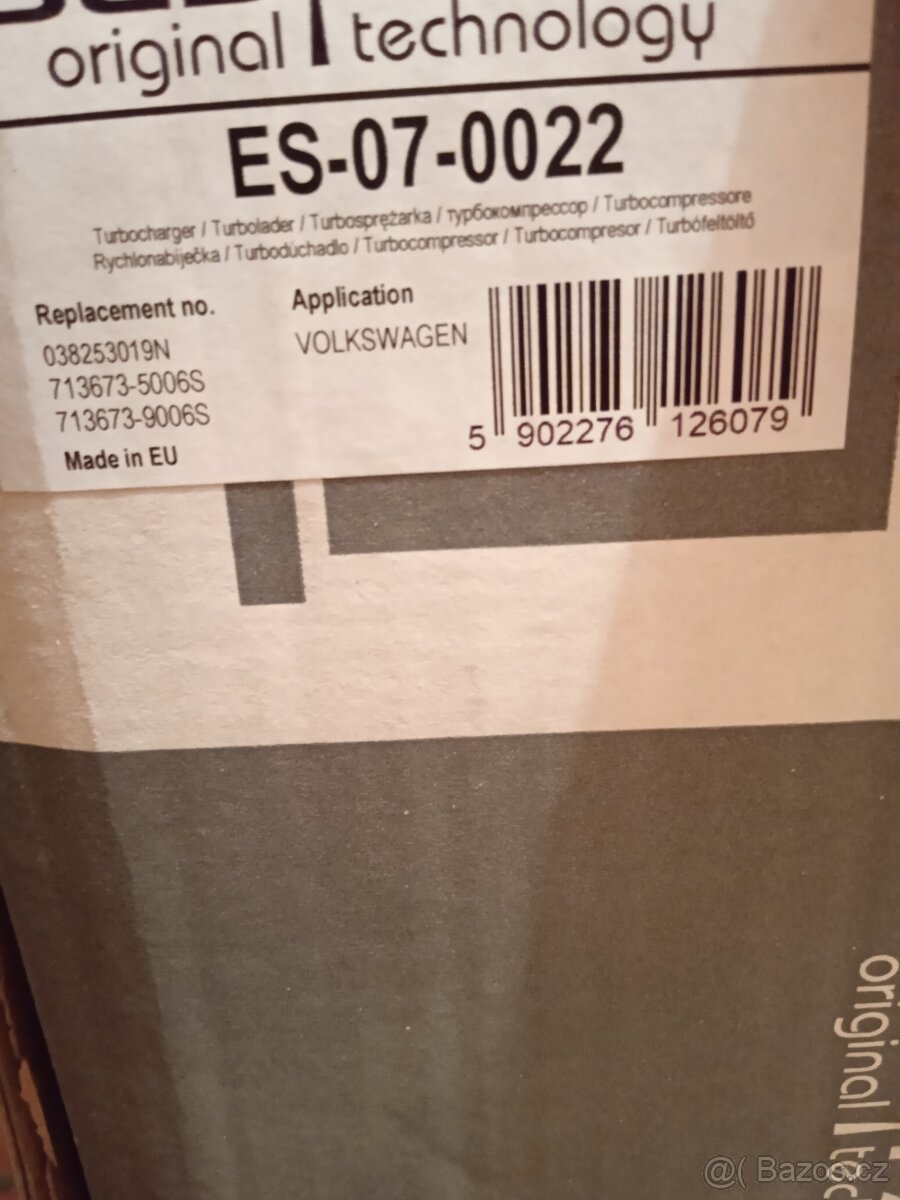 original | technology
ES-07-0022
Turbocharger / Turbolader / Turbosprężarka / турбокомпрессор / Turbocompressore
Rychlonabíječka / Turbodúchadlo / Turbocompressor / Turbocompresor / Turbófeltöltő
Replacement no.
038253019N
713673-5006S
713673-9006S
Made in EU
Application
VOLKSWAGEN
5 902276 126079
original
@( Bazos.cz